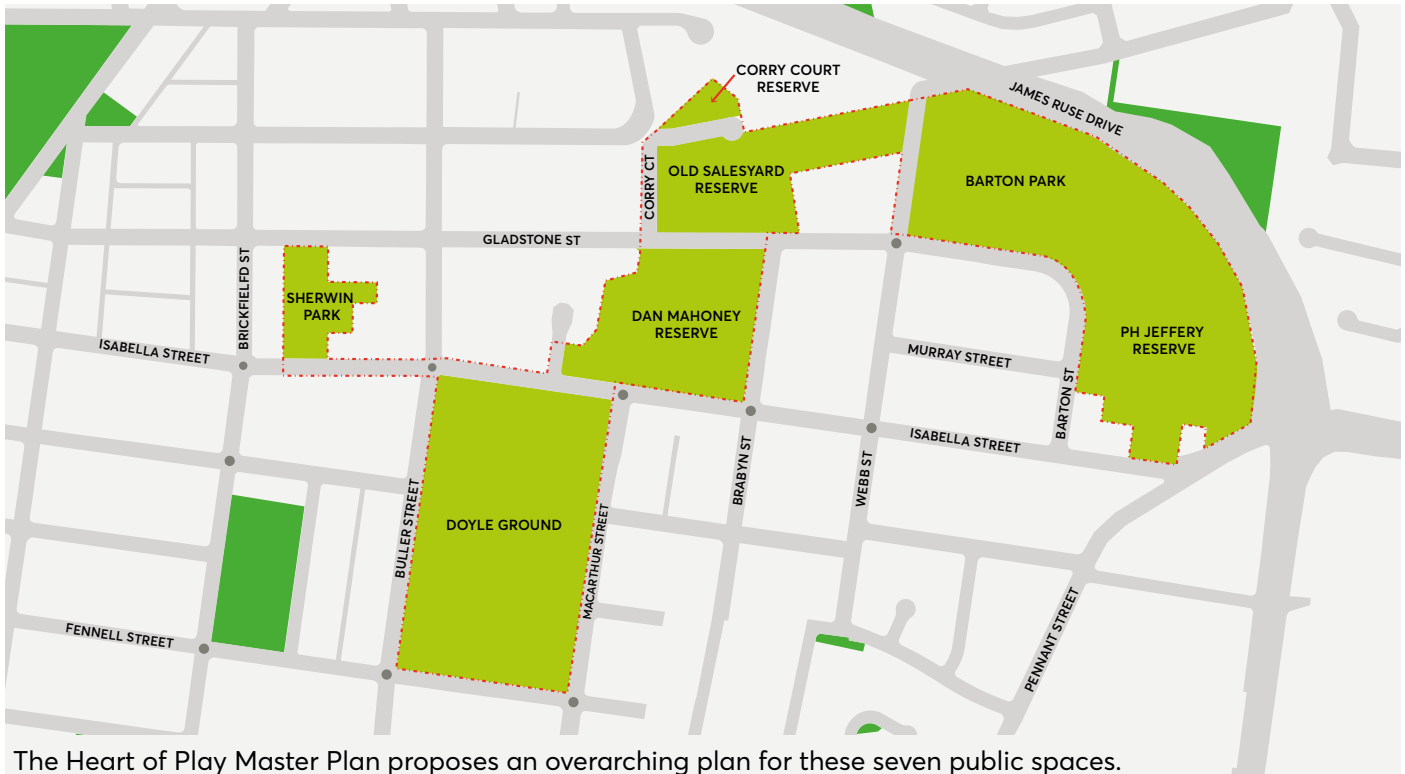 CORRY COURT
RESERVE
JAMES RUSE DRIVE
CORRY CT
OLD SALESYARD
RESERVE
BARTON PARK
GLADSTONE ST
BRICKFIELFD ST
SHERWIN
PARK
DAN MAHONEY
RESERVE
PH JEFFERY
RESERVE
ISABELLA STREET
MURRAY STREET
BARTON ST
ISABELLA STREET
BRABYN ST
WEBB ST
BULLER STREET
DOYLE GROUND
MACARTHUR STREET
FENNELL STREET
PENNANT STREET
The Heart of Play Master Plan proposes an overarching plan for these seven public spaces.